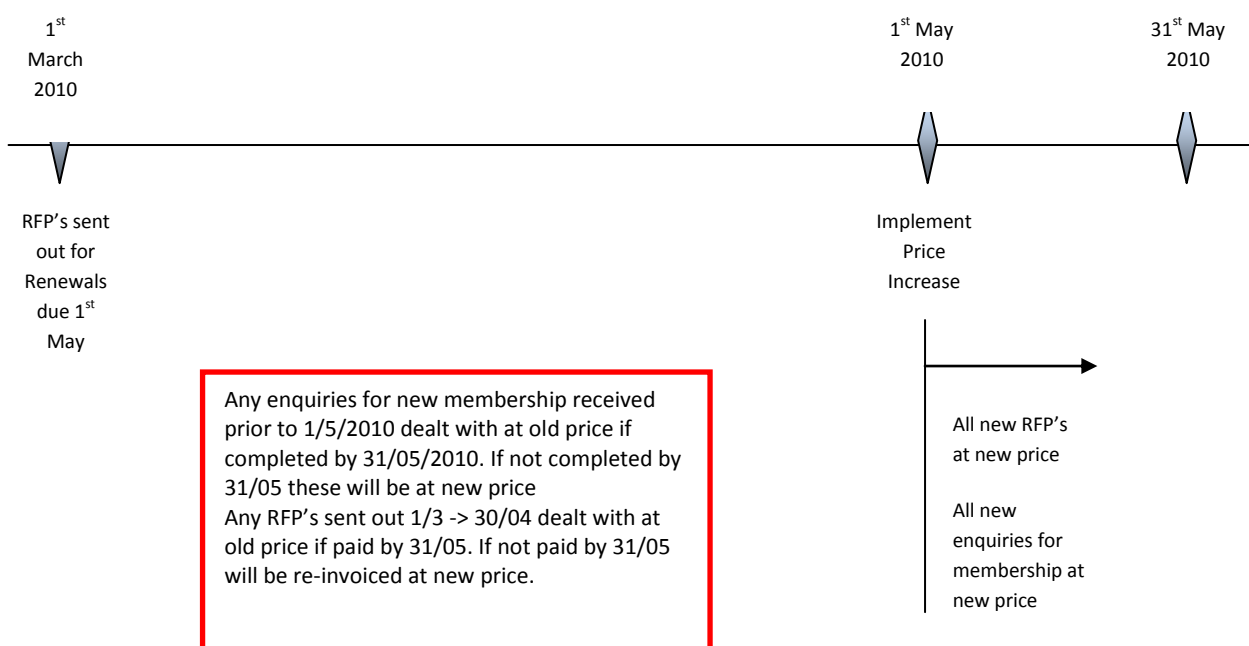 1st
March
2010
1st May
2010
31st May
2010
RFP’s sent
out for
Renewals
due 1st
May
Implement
Price
Increase
Any enquiries for new membership received
prior to 1/5/2010 dealt with at old price if
completed by 31/05/2010. If not completed by
31/05 these will be at new price
Any RFP’s sent out 1/3 -> 30/04 dealt with at
old price if paid by 31/05. If not paid by 31/05
will be re-invoiced at new price.
All new RFP’s
at new price
All new
enquiries for
membership at
new price